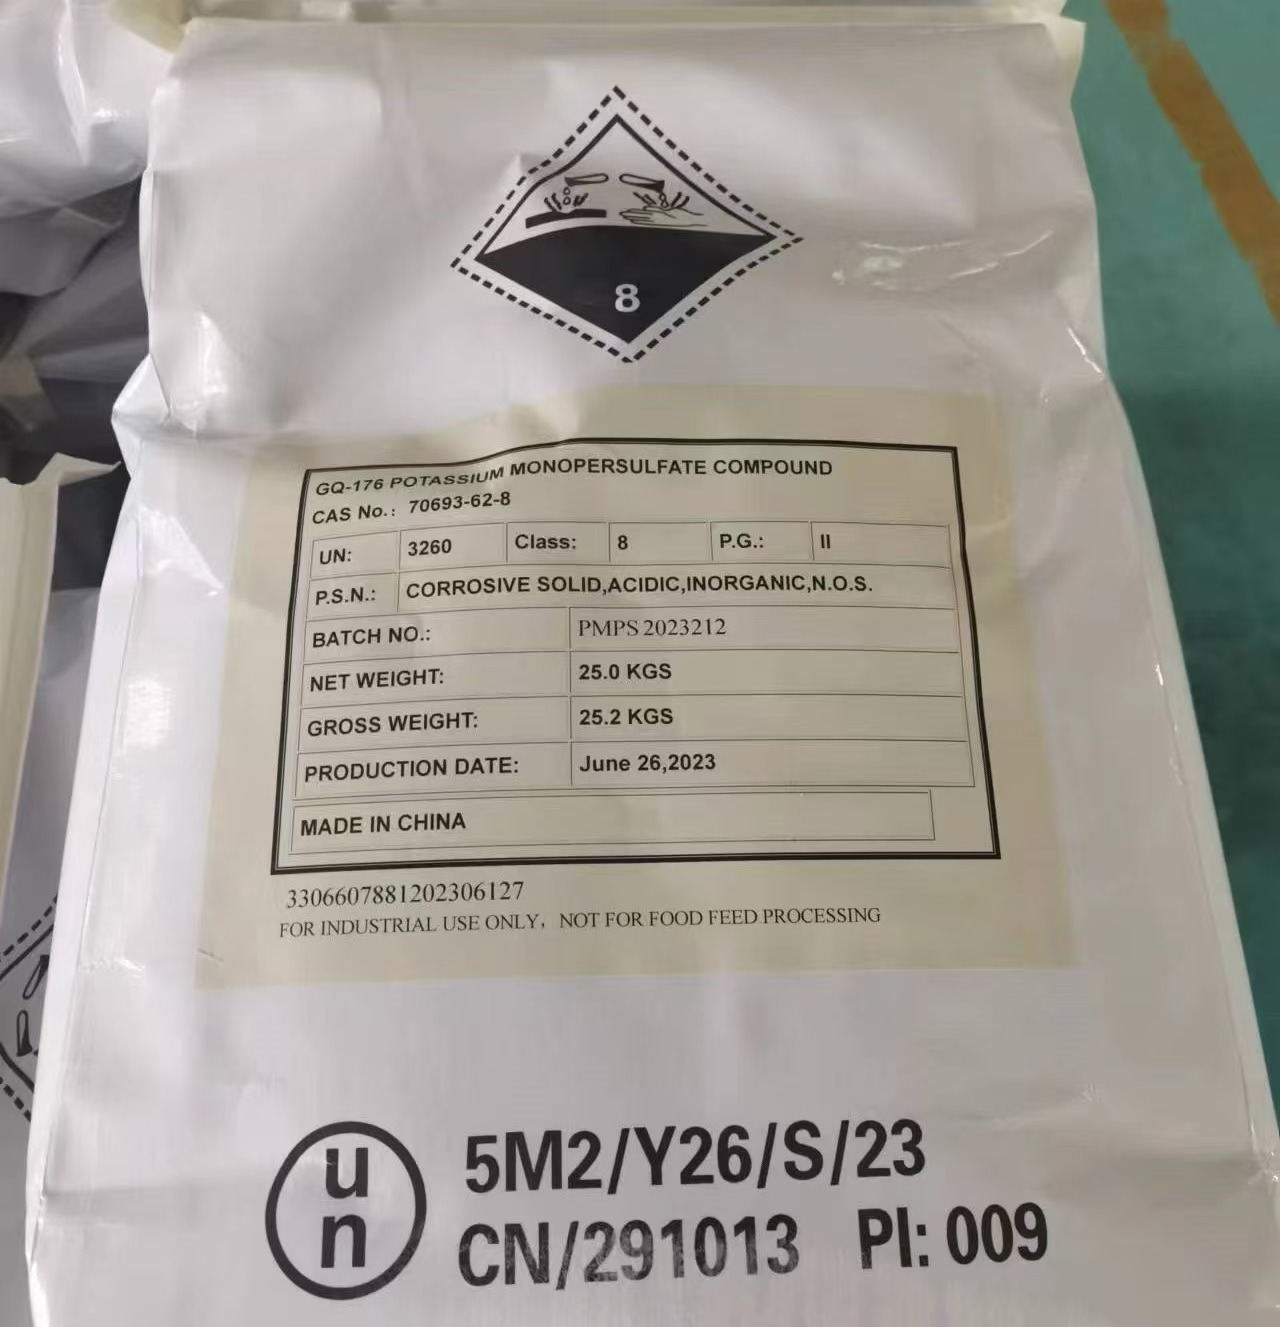 8
GQ-176 POTASSIUM MONOPERSULFATE COMPOUND
CAS No.: 70693-62-8
UN: 3260 Class: 8 P.G.: II
P.S.N.: CORROSIVE SOLID,ACIDIC,INORGANIC,N.O.S.
BATCH NO.: PMPS 2023212
NET WEIGHT: 25.0 KGS
GROSS WEIGHT: 25.2 KGS
PRODUCTION DATE: June 26,2023
MADE IN CHINA
3306607881202306127
FOR INDUSTRIAL USE ONLY，NOT FOR FOOD FEED PROCESSING
un
5M2/Y26/S/23
CN/291013 PI: 009